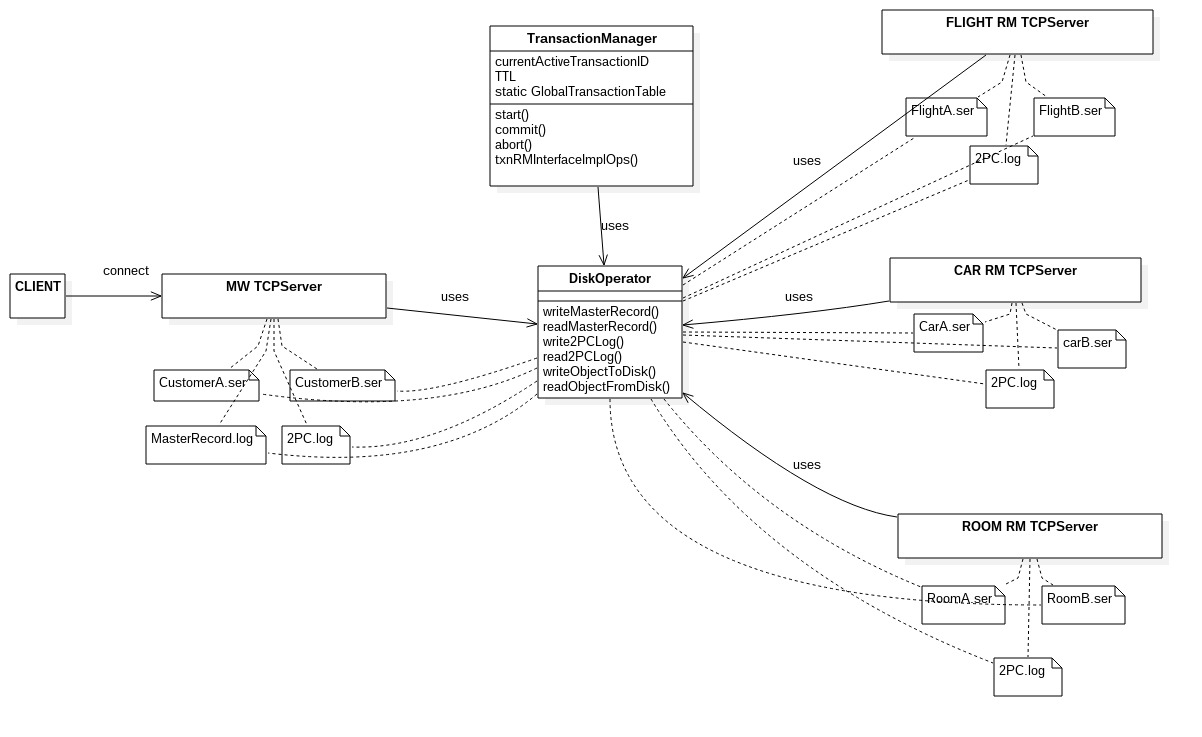 FLIGHT RM TCPServer
TransactionManager
currentActiveTransactionID
TTL
static GlobalTransactionTable
start()
commit()
abort()
txnRMInterfaceImplOps()
FlightA.ser
FlightB.ser
2PC.log
uses
uses
CLIENT
connect
MW TCPServer
uses
DiskOperator
writeMasterRecord()
readMasterRecord()
write2PCLog()
read2PCLog()
writeObjectToDisk()
readObjectFromDisk()
uses
CAR RM TCPServer
CarA.ser
carB.ser
2PC.log
CustomerA.ser
CustomerB.ser
MasterRecord.log
2PC.log
uses
ROOM RM TCPServer
RoomA.ser
RoomB.ser
2PC.log